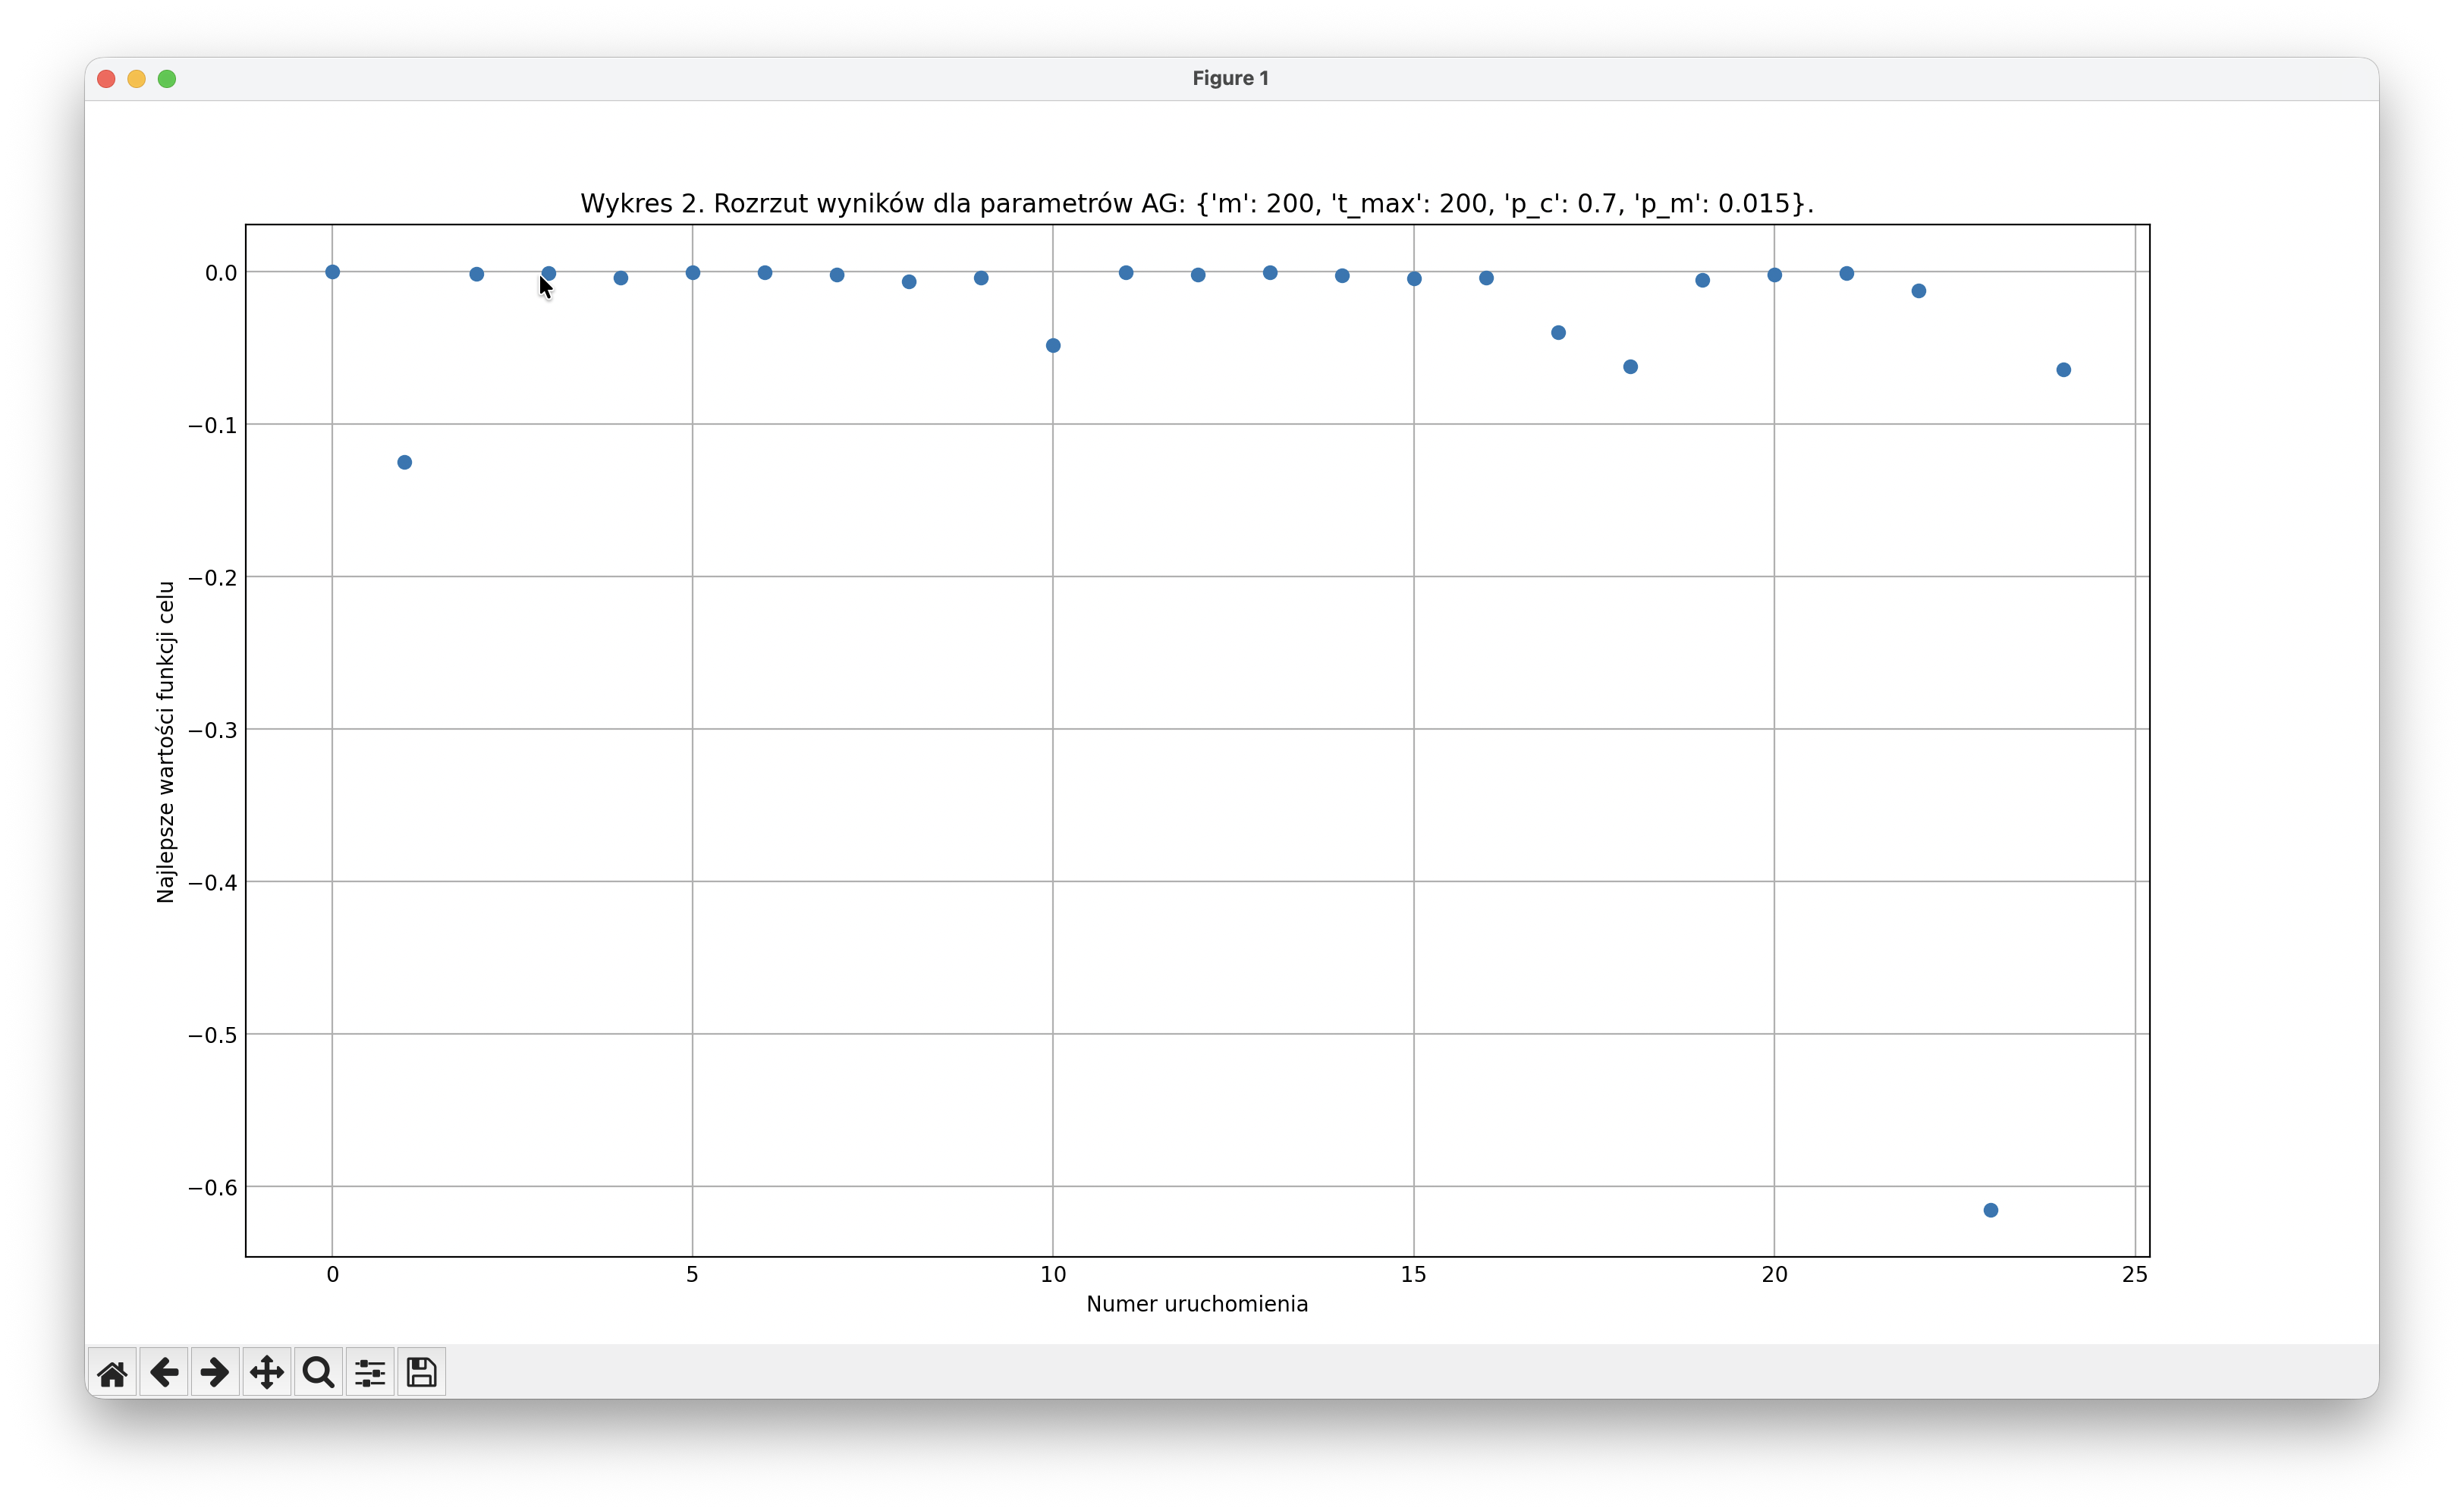 Figure 1
Wykres 2. Rozrzut wyników dla parametrów AG: {'m': 200, 't_max': 200, 'p_c': 0.7, 'p_m': 0.015}.
Najlepsze wartości funkcji celu
0.0
−0.1
−0.2
−0.3
−0.4
−0.5
−0.6
0 5 10 15 20 25
Numer uruchomienia